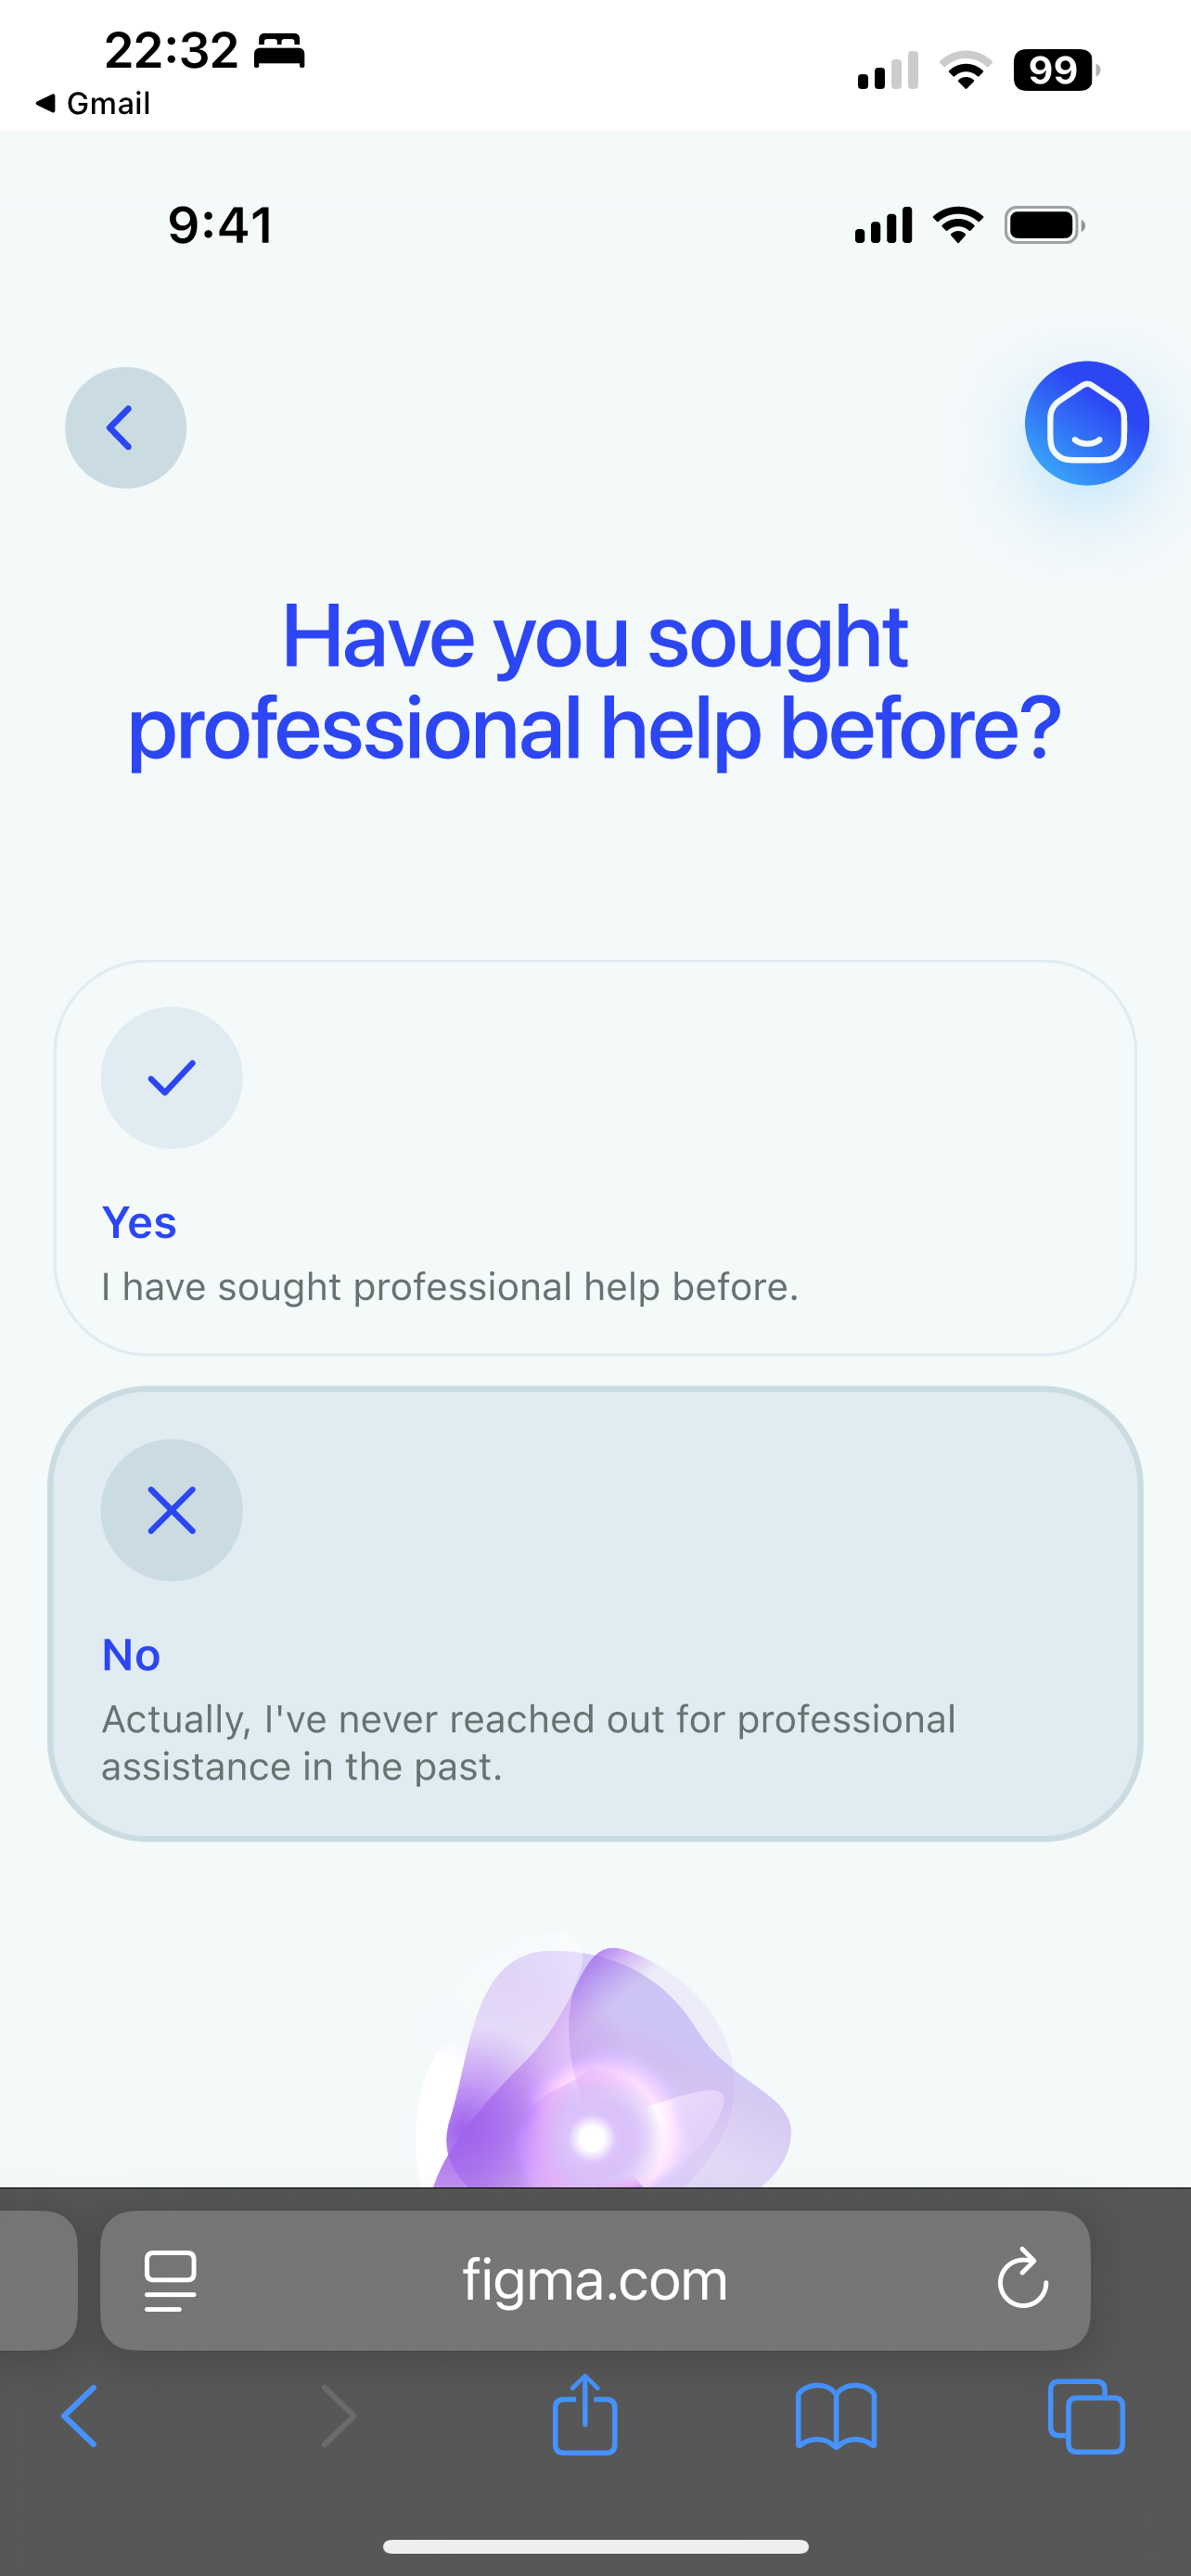 22:32
Gmail
99
9:41
Have you sought
professional help before?
Yes
I have sought professional help before.
No
Actually, I've never reached out for professional
assistance in the past.
figma.com